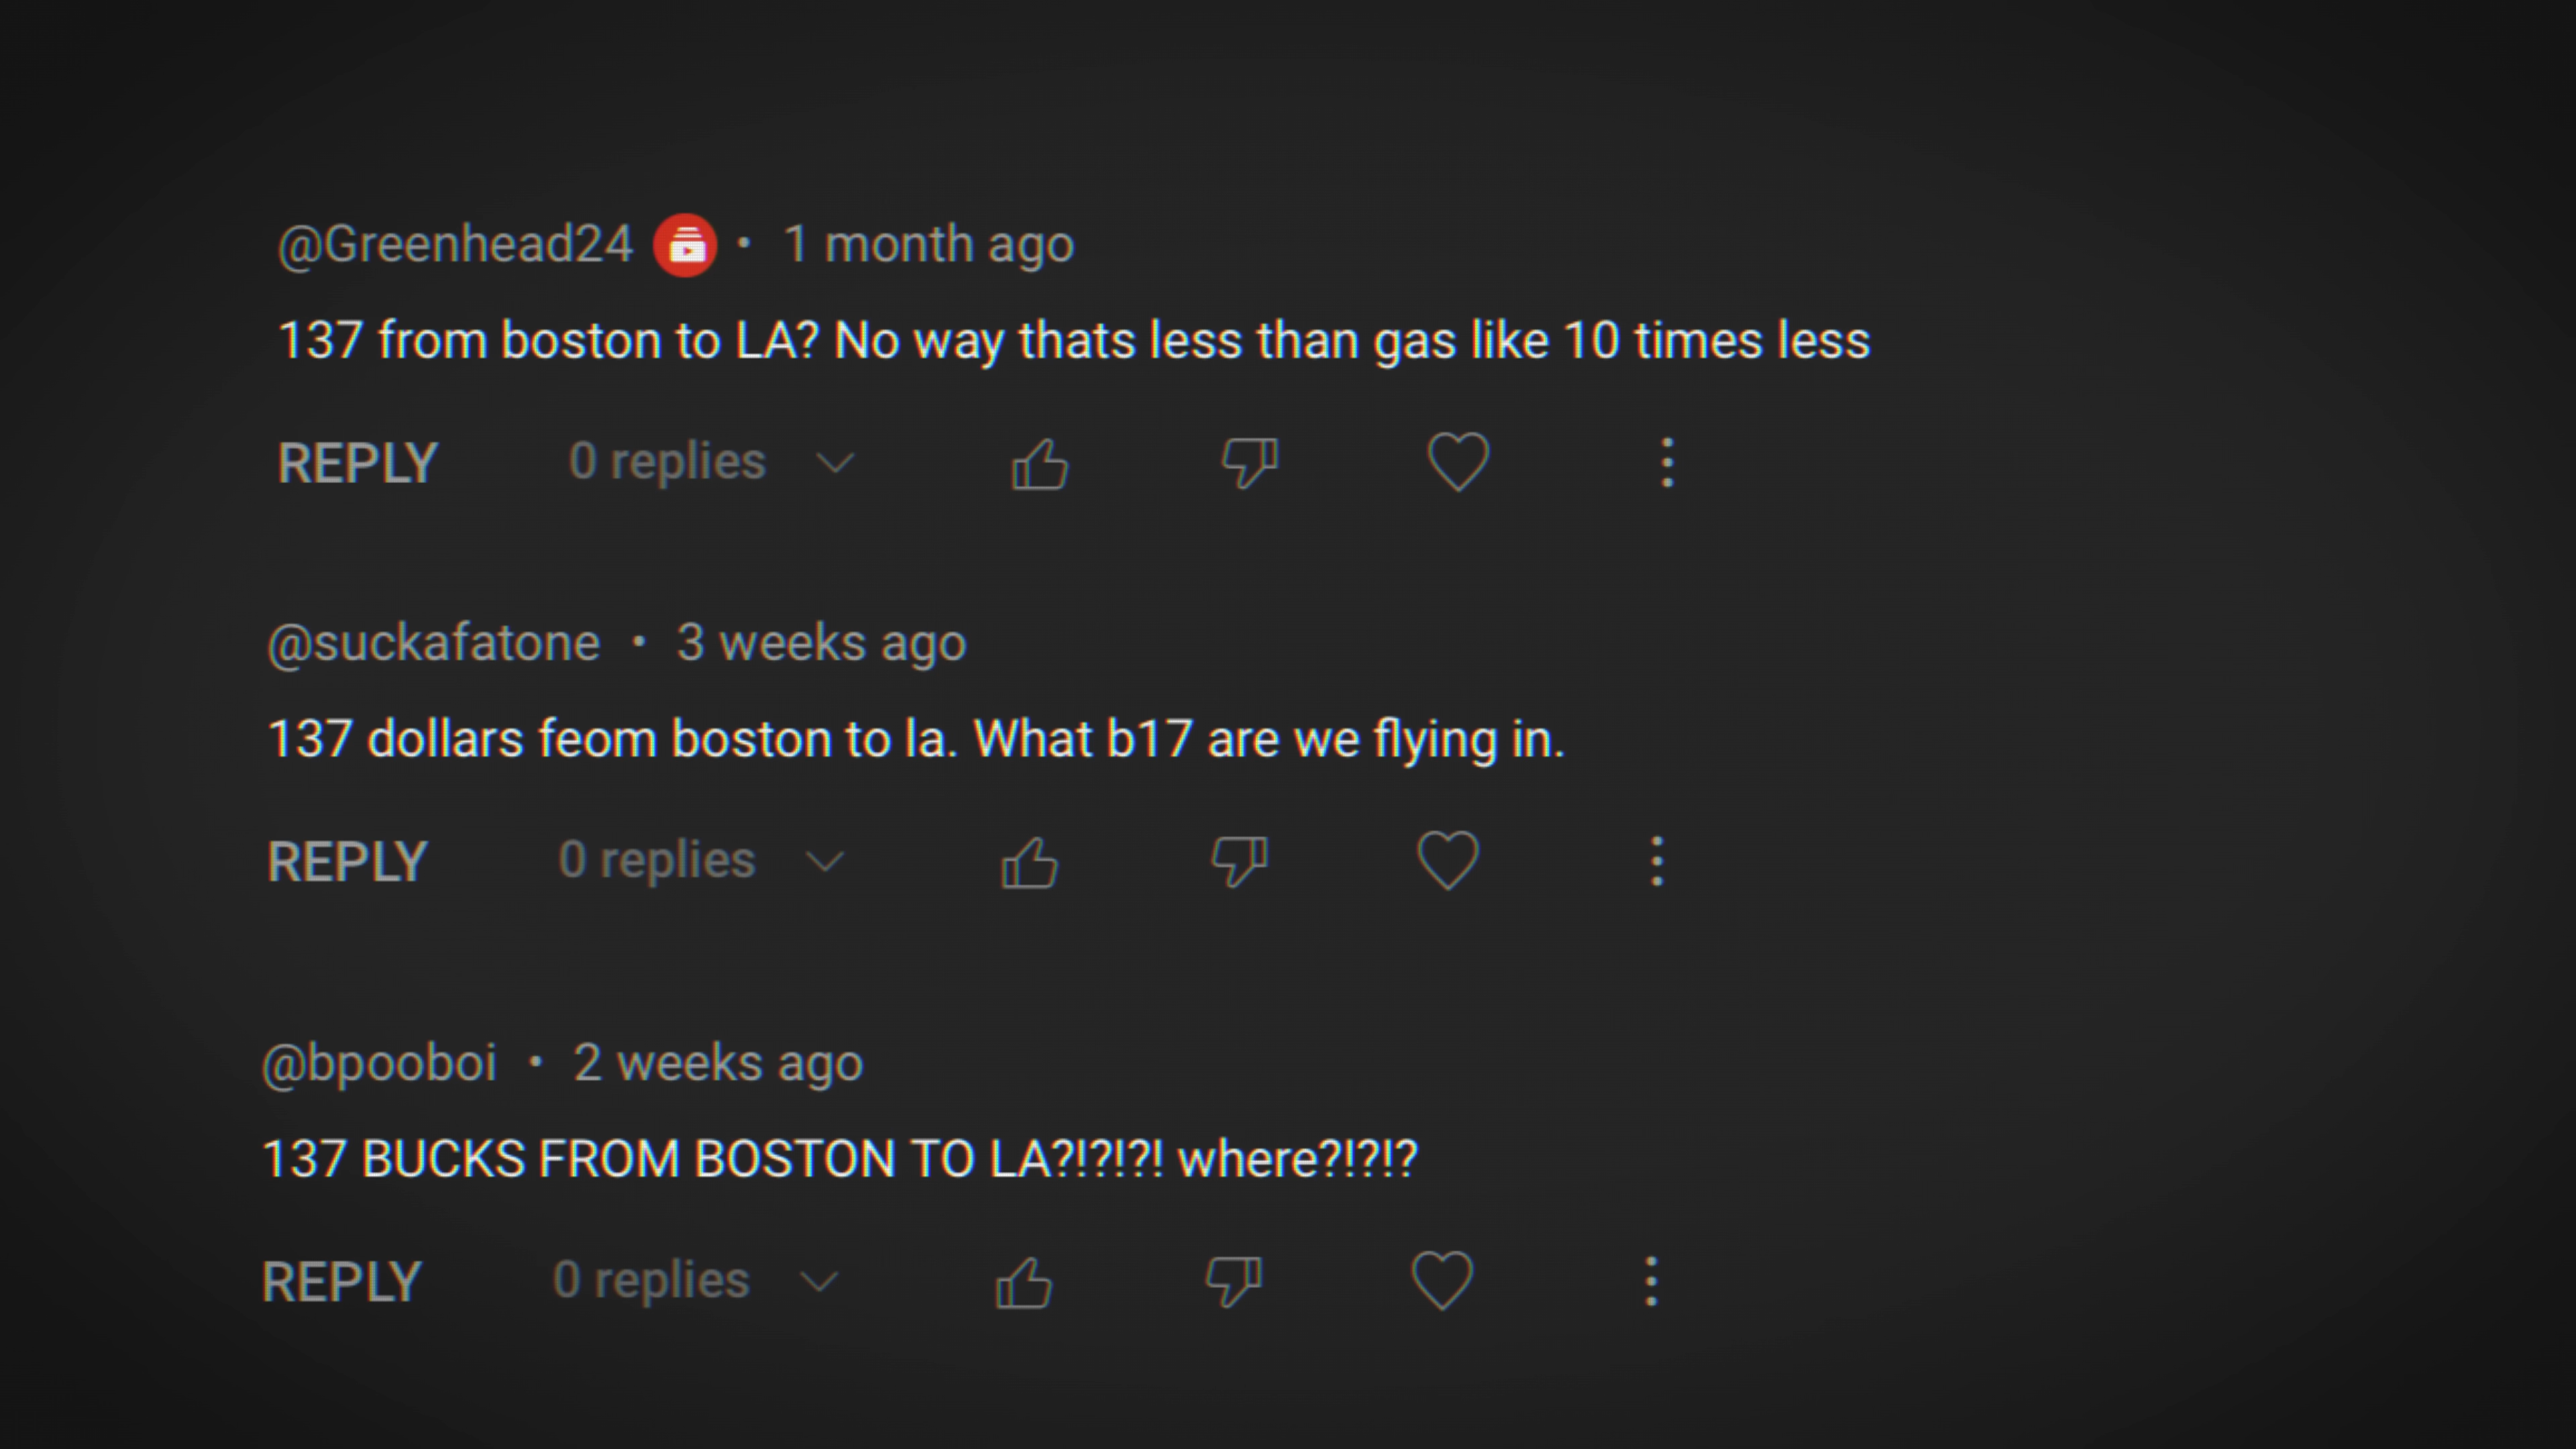 @Greenhead24 • 1 month ago
137 from boston to LA? No way thats less than gas like 10 times less
REPLY 0 replies
@suckafatone • 3 weeks ago
137 dollars feom boston to la. What b17 are we flying in.
REPLY 0 replies
@bpooboi • 2 weeks ago
137 BUCKS FROM BOSTON TO LA?!?!?! where?!?!?
REPLY 0 replies